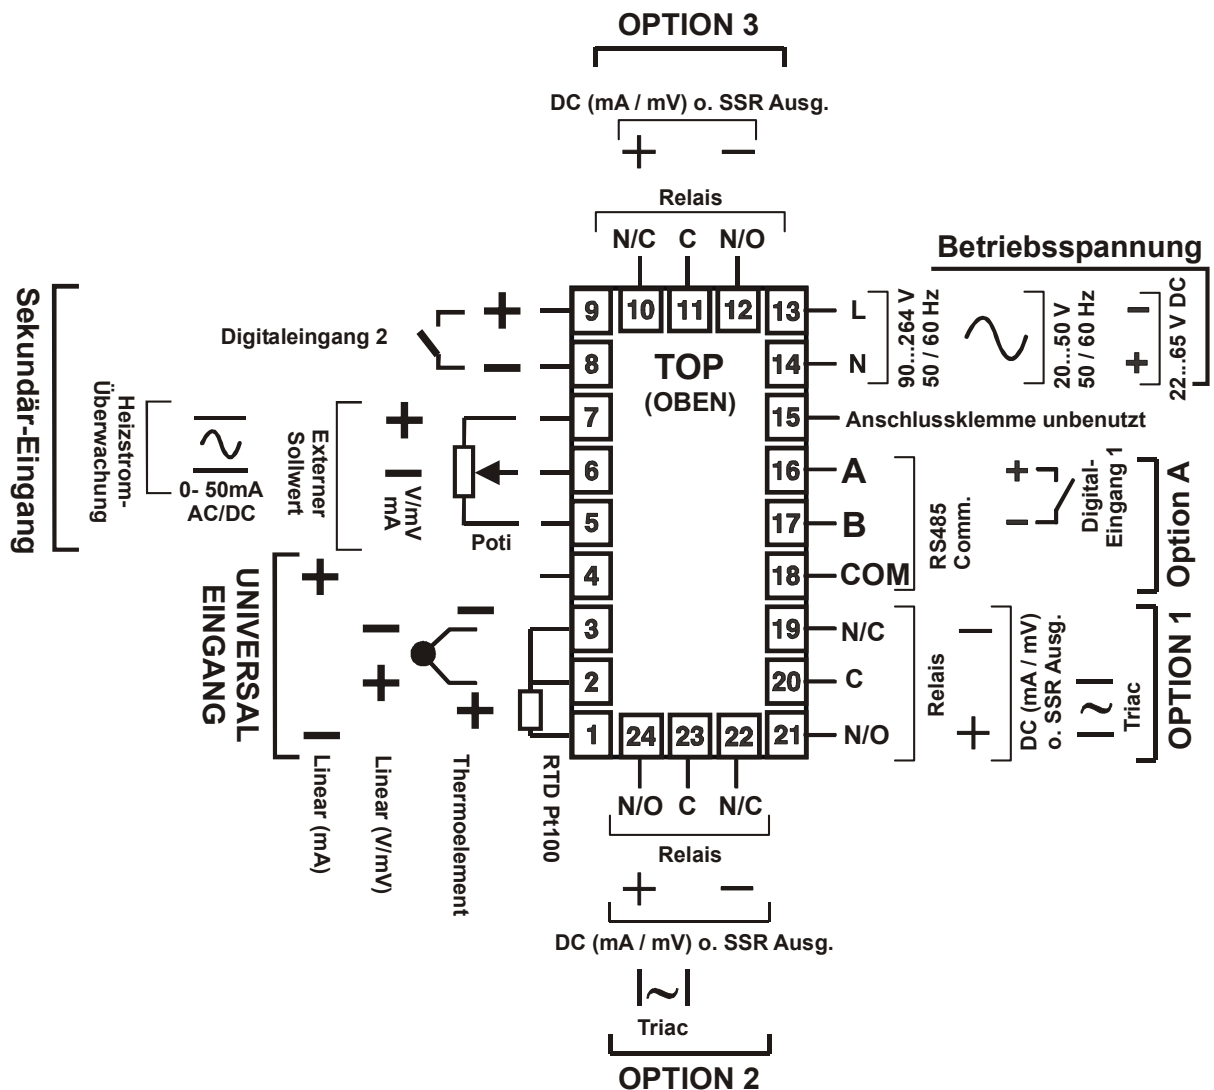 OPTION 3
DC (mA / mV) o. SSR Ausg.
+ −
Relais
N/C C N/O
Betriebsspannung
9 10 11 12 13
L
90...264 V
50 / 60 Hz
20...50 V
50 / 60 Hz
− +
22...65 V DC
Sekundär-Eingang
Digitaleingang 2
+
−
8
TOP
(OBEN)
14
N
Heizstrom-
Überwachung
0- 50mA
AC/DC
Externer
Sollwert
+
−
V/mV
mA
Poti
7
6
5
4
15
Anschlussklemme unbenutzt
16
A
17
B
18
COM
RS485
Comm.
+
−
Digital-
Eingang 1
Option A
UNIVERSAL
EINGANG
+
−
Linear (mA)
−
+
Linear (V/mV)
−
+
Thermoelement
RTD Pt100
3
2
1
24 23 22 21
19
N/C
20
C
N/O
Relais
−
+
DC (mA / mV)
o. SSR Ausg.
~
Triac
OPTION 1
N/O C N/C
Relais
+ −
DC (mA / mV) o. SSR Ausg.
~
Triac
OPTION 2